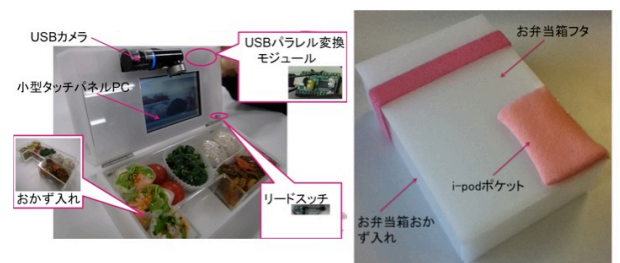 USBカメラ
USBパラレル変換
モジュール
小型タッチパネルPC
おかず入れ
リードスッチ
お弁当箱フタ
i-podポケット
お弁当箱おか
ず入れ